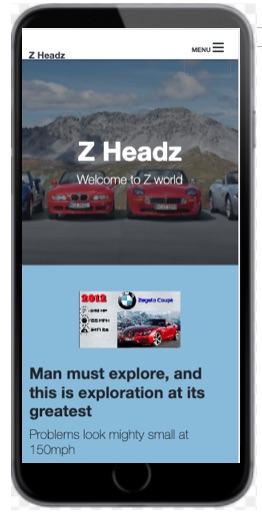 Z Headz
MENU
Z Headz
Welcome to Z world
2012
Zagato Coupé
Man must explore, and
this is exploration at its
greatest
Problems look mighty small at
150mph